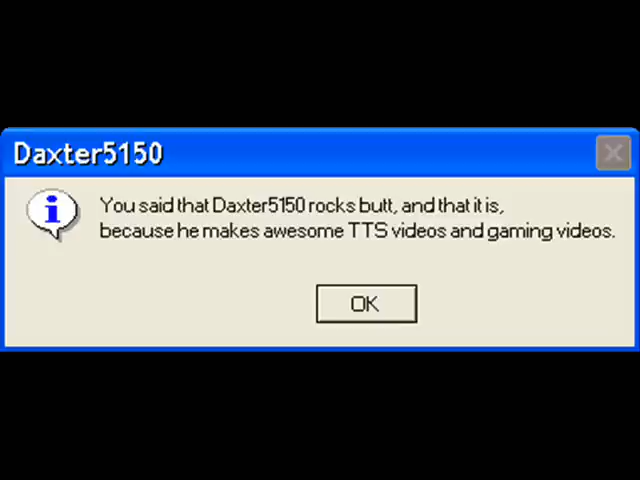 Daxter5150
You said that Daxter5150 rocks butt, and that it is,
because he makes awesome TTS videos and gaming videos.
OK